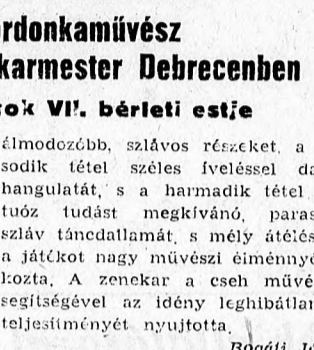 rdonkaművész
karmester Debrecenben
ok VII. bérleti estje
álmodozóbb, szlávos részeket, a
sodik tétel széles íveléssel da
hangulatát, s a harmadik tétel
tuóz tudást megkívánó, paras
szláv táncdallamát, s mély átélés
a játékot nagy művészi élménnyé
kozta. A zenekar a cseh művé
segítségével az idény leghibátlan
teljesítményét nyujtotta.